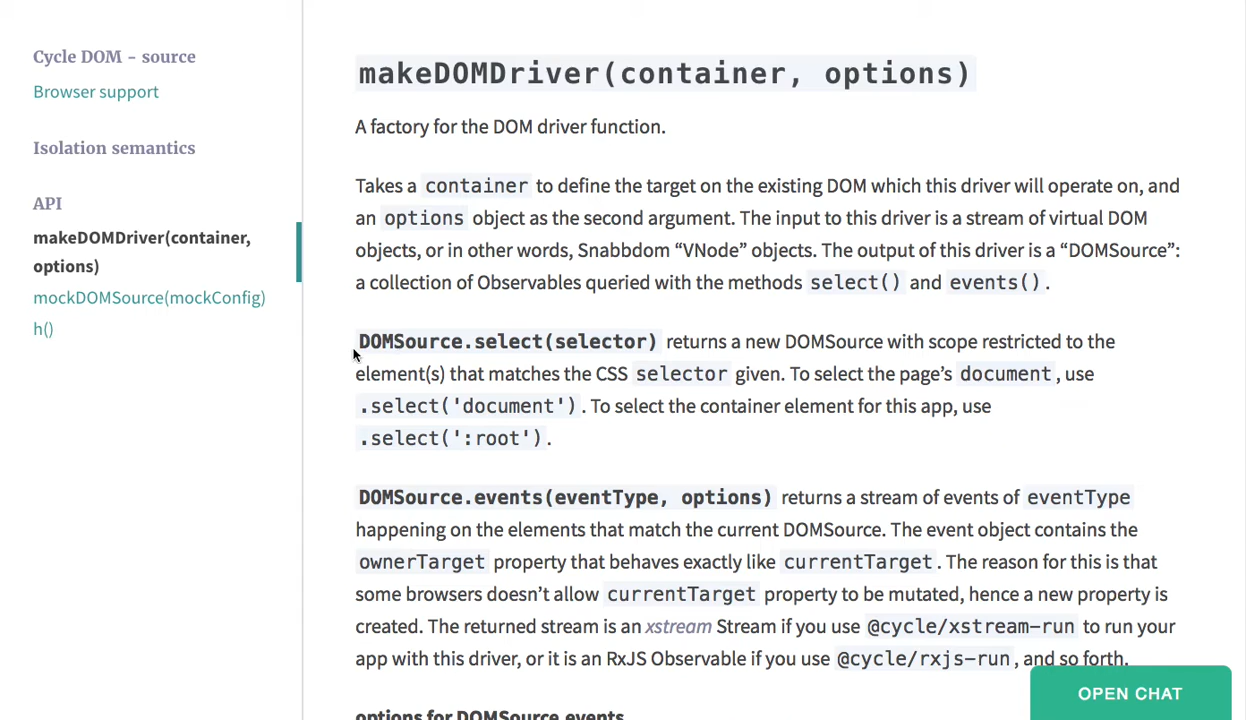 Cycle DOM - source
Browser support
Isolation semantics
API
makeDOMDriver(container,
options)
mockDOMSource(mockConfig)
h()
makeDOMDriver(container, options)
A factory for the DOM driver function.
Takes a container to define the target on the existing DOM which this driver will operate on, and
an options object as the second argument. The input to this driver is a stream of virtual DOM
objects, or in other words, Snabbdom “VNode” objects. The output of this driver is a “DOMSource”:
a collection of Observables queried with the methods select() and events().
DOMSource.select(selector) returns a new DOMSource with scope restricted to the
element(s) that matches the CSS selector given. To select the page’s document, use
.select('document'). To select the container element for this app, use
.select(':root').
DOMSource.events(eventType, options) returns a stream of events of eventType
happening on the elements that match the current DOMSource. The event object contains the
ownerTarget property that behaves exactly like currentTarget. The reason for this is that
some browsers doesn’t allow currentTarget property to be mutated, hence a new property is
created. The returned stream is an xstream Stream if you use @cycle/xstream-run to run your
app with this driver, or it is an RxJS Observable if you use @cycle/rxjs-run, and so forth.
options for DOMSource.events
OPEN CHAT